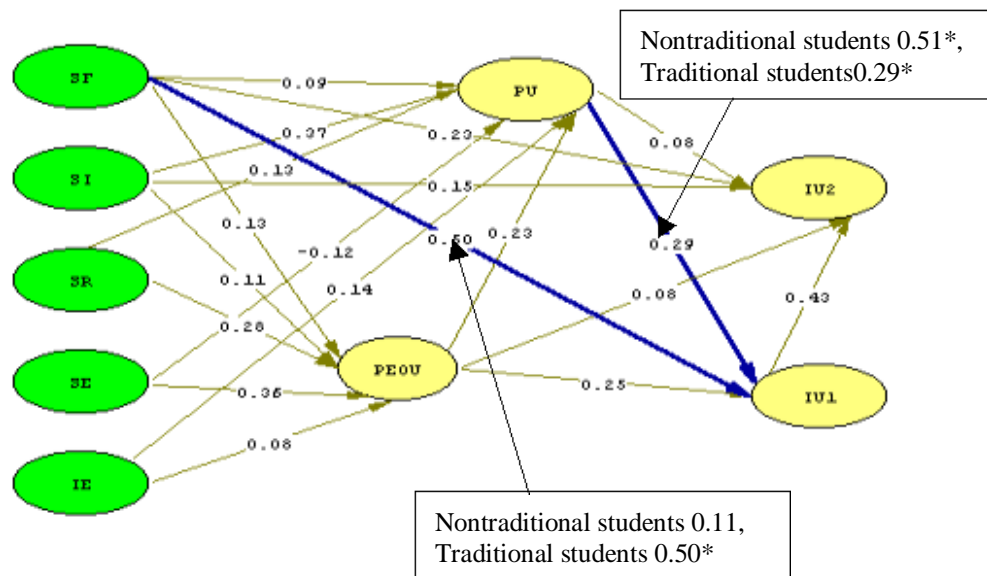 Nontraditional students 0.51*,
Traditional students0.29*
SF
0.09
PU
0.37
0.23
0.08
SI
0.13
0.15
IU2
0.13
0.50
0.23
0.29
-0.12
SR
0.11
0.14
0.08
0.43
0.28
PEOU
SE
0.36
0.25
IU1
0.08
IE
Nontraditional students 0.11,
Traditional students 0.50*